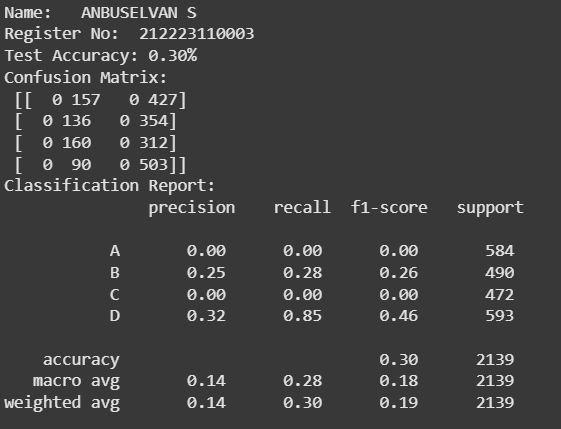 Name:   ANBUSELVAN S
Register No:  212223110003
Test Accuracy: 0.30%
Confusion Matrix:
 [[  0 157   0 427]
 [  0 136   0 354]
 [  0 160   0 312]
 [  0  90   0 503]]
Classification Report:
              precision    recall  f1-score   support

           A       0.00      0.00      0.00       584
           B       0.25      0.28      0.26       490
           C       0.00      0.00      0.00       472
           D       0.32      0.85      0.46       593

    accuracy                           0.30      2139
   macro avg       0.14      0.28      0.18      2139
weighted avg       0.14      0.30      0.19      2139